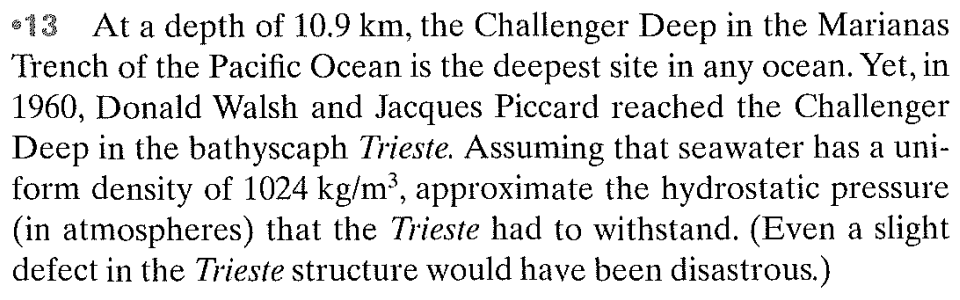 •13 At a depth of 10.9 km, the Challenger Deep in the Marianas
Trench of the Pacific Ocean is the deepest site in any ocean. Yet, in
1960, Donald Walsh and Jacques Piccard reached the Challenger
Deep in the bathyscaph Trieste. Assuming that seawater has a uni-
form density of 1024 kg/m³, approximate the hydrostatic pressure
(in atmospheres) that the Trieste had to withstand. (Even a slight
defect in the Trieste structure would have been disastrous.)